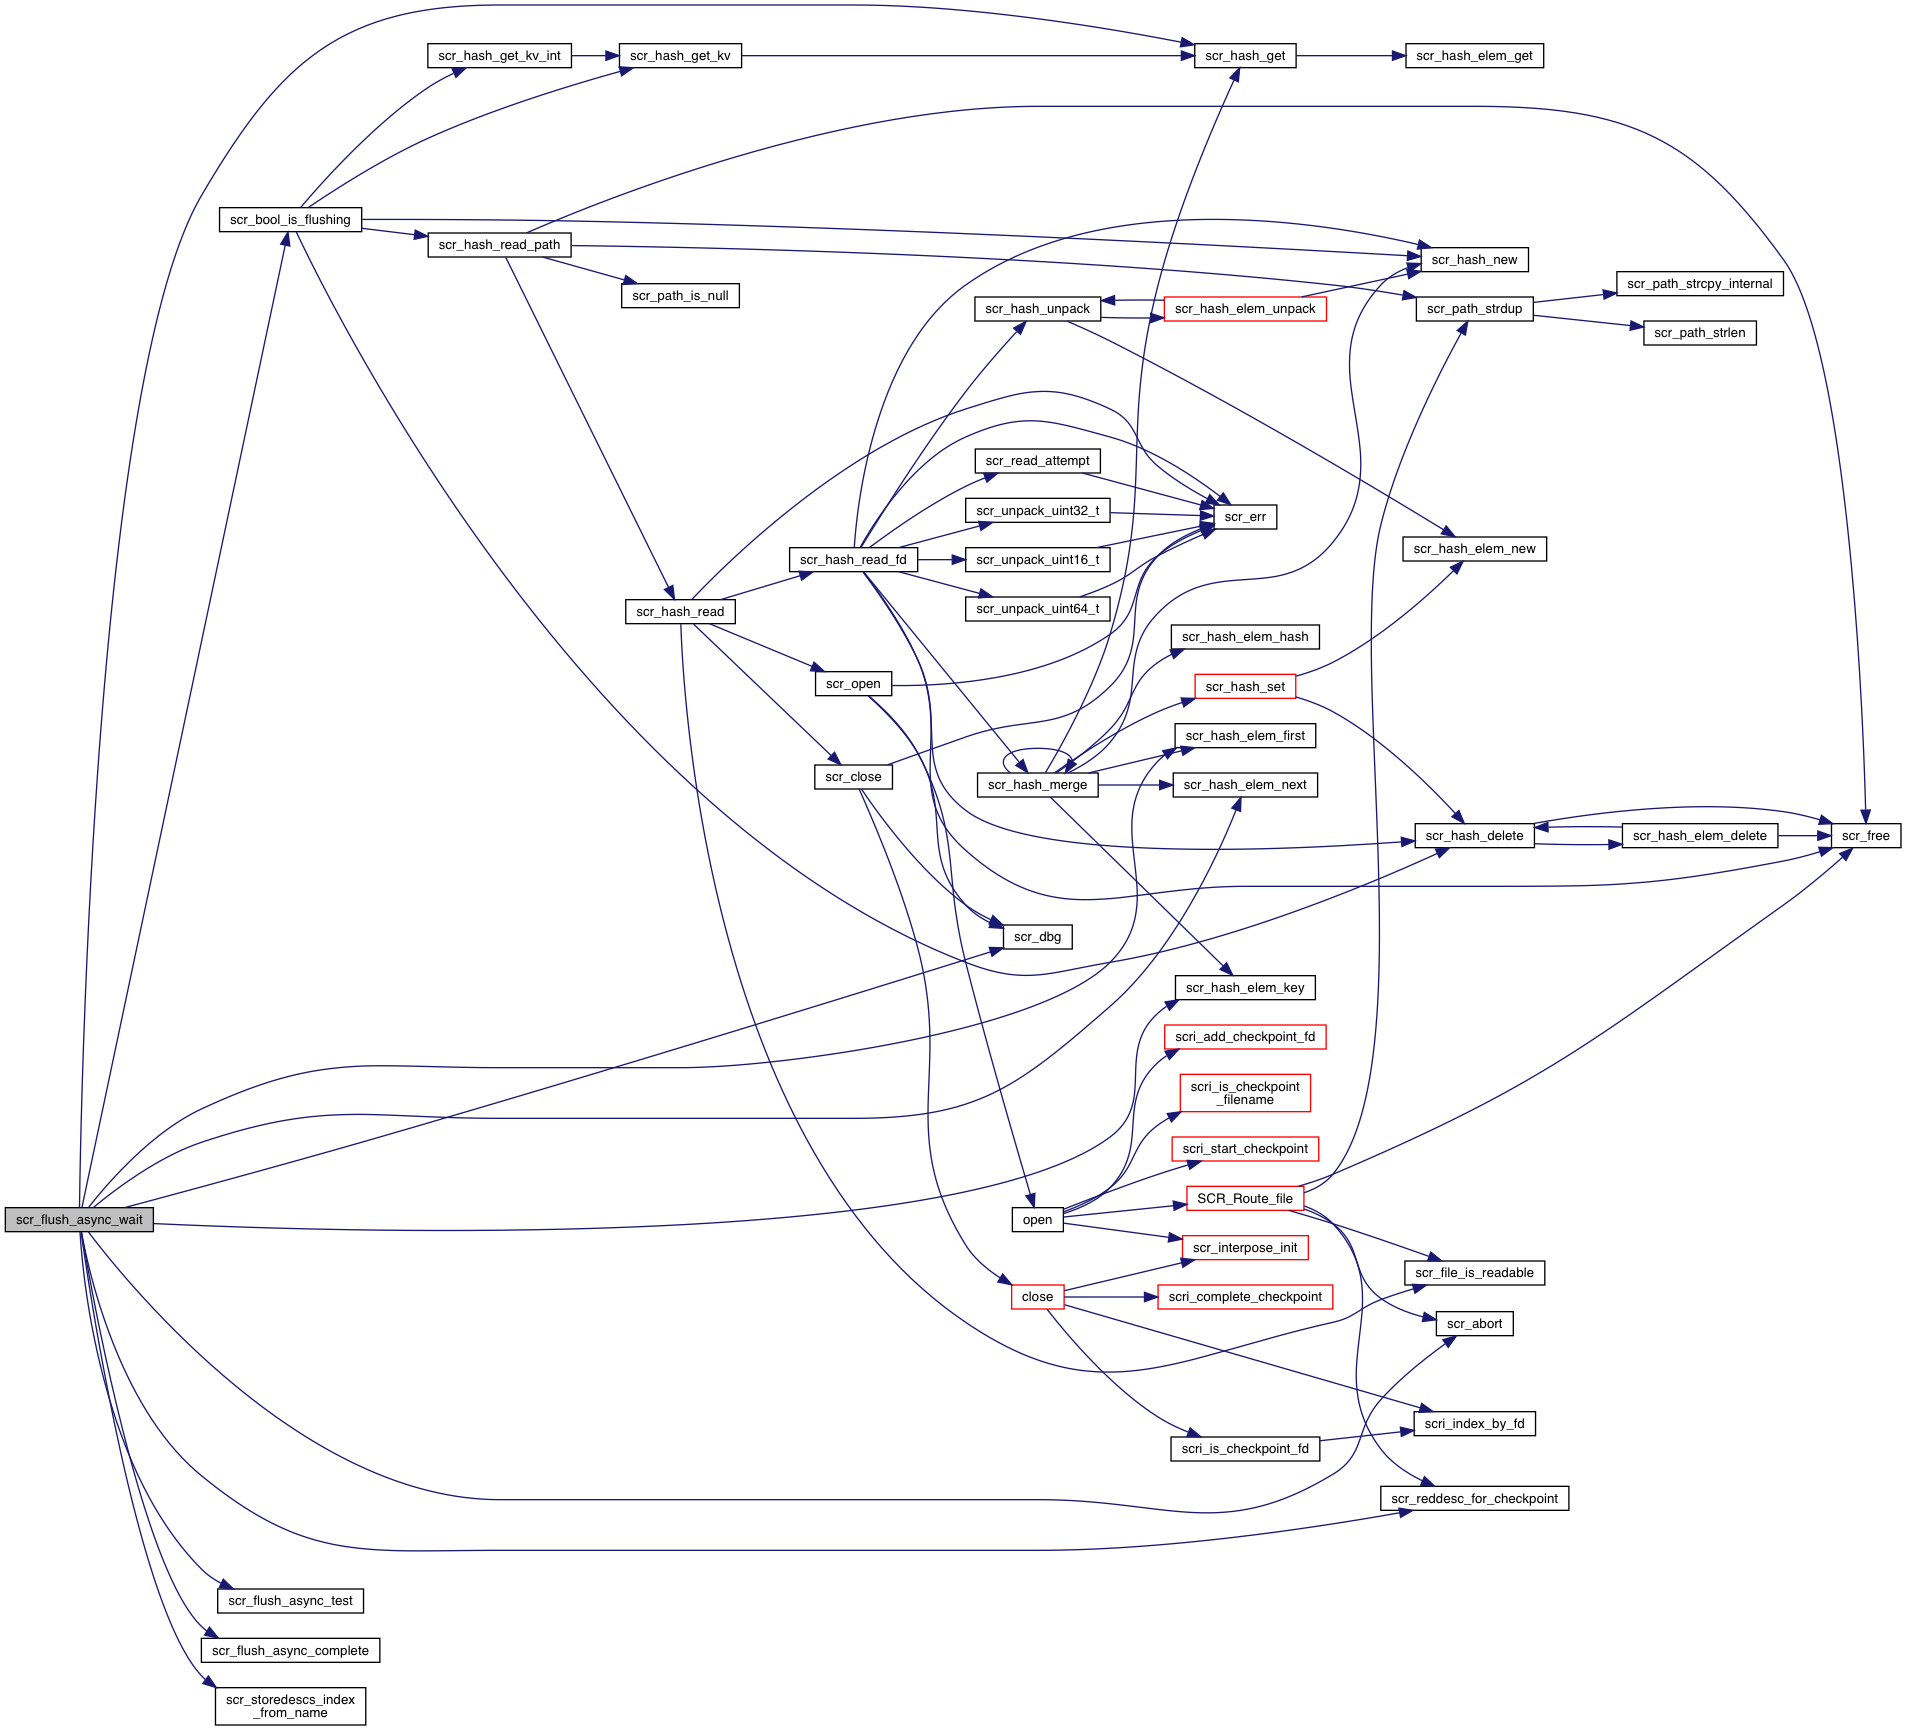 scr_hash_get_kv_int
scr_hash_get_kv
scr_hash_get
scr_hash_elem_get
scr_bool_is_flushing
scr_hash_read_path
scr_hash_new
scr_path_strcpy_internal
scr_path_is_null
scr_hash_unpack
scr_hash_elem_unpack
scr_path_strdup
scr_path_strlen
scr_read_attempt
scr_unpack_uint32_t
scr_err
scr_hash_elem_new
scr_hash_read_fd
scr_unpack_uint16_t
scr_hash_read
scr_unpack_uint64_t
scr_hash_elem_hash
scr_open
scr_hash_set
scr_hash_elem_first
scr_close
scr_hash_merge
scr_hash_elem_next
scr_hash_delete
scr_hash_elem_delete
scr_free
scr_dbg
scr_hash_elem_key
scri_add_checkpoint_fd
scri_is_checkpoint
_filename
scri_start_checkpoint
SCR_Route_file
scr_flush_async_wait
open
scr_interpose_init
scr_file_is_readable
close
scri_complete_checkpoint
scr_abort
scri_index_by_fd
scri_is_checkpoint_fd
scr_reddesc_for_checkpoint
scr_flush_async_test
scr_flush_async_complete
scr_storedescs_index
_from_name